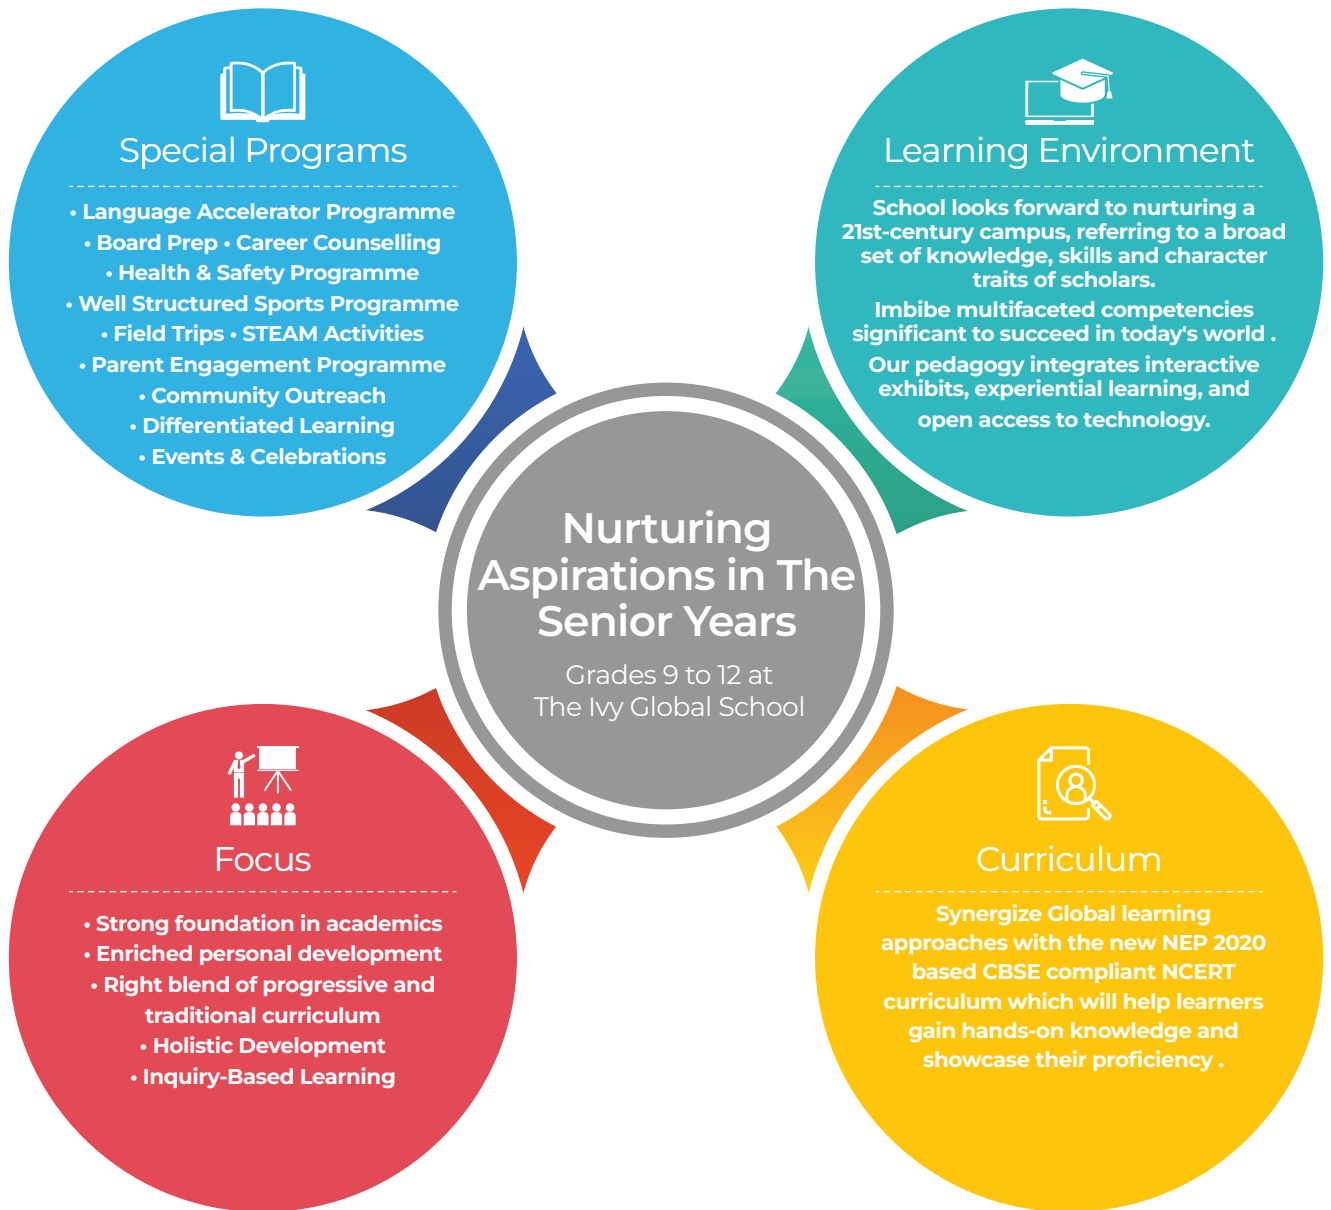 Special Programs
• Language Accelerator Programme
• Board Prep • Career Counselling
• Health & Safety Programme
• Well Structured Sports Programme
• Field Trips • STEAM Activities
• Parent Engagement Programme
• Community Outreach
• Differentiated Learning
• Events & Celebrations
Learning Environment
School looks forward to nurturing a
21st-century campus, referring to a broad
set of knowledge, skills and character
traits of scholars.
Imbibe multifaceted competencies
significant to succeed in today's world .
Our pedagogy integrates interactive
exhibits, experiential learning, and
open access to technology.
Nurturing
Aspirations in The
Senior Years
Grades 9 to 12 at
The Ivy Global School
Focus
• Strong foundation in academics
• Enriched personal development
• Right blend of progressive and
traditional curriculum
• Holistic Development
• Inquiry-Based Learning
Curriculum
Synergize Global learning
approaches with the new NEP 2020
based CBSE compliant NCERT
curriculum which will help learners
gain hands-on knowledge and
showcase their proficiency .